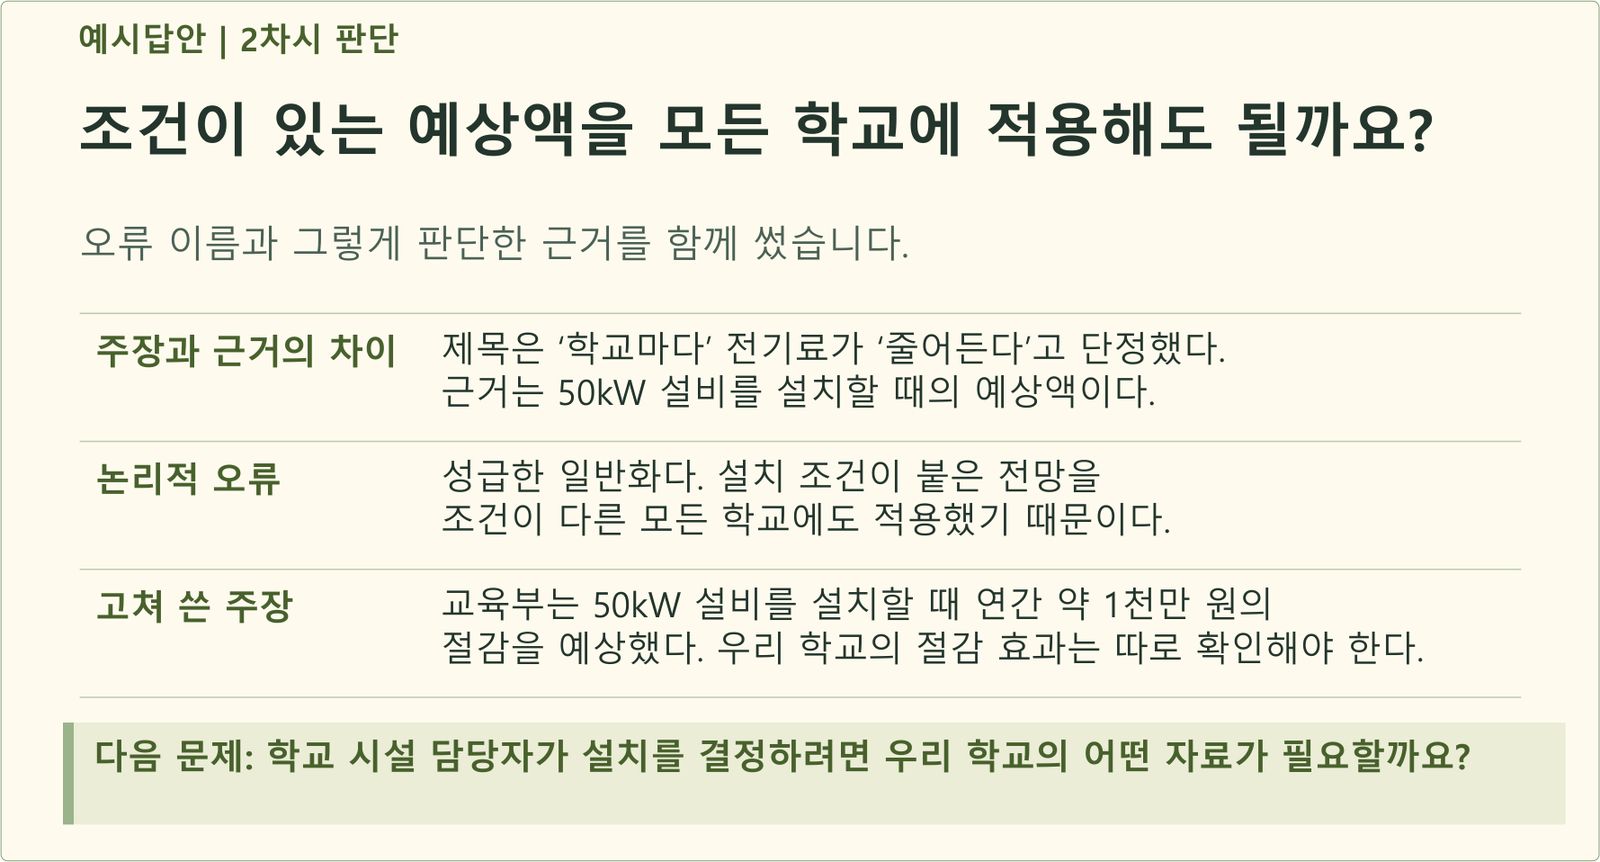 예시답안 | 2차시 판단
조건이 있는 예상액을 모든 학교에 적용해도 될까요?
오류 이름과 그렇게 판단한 근거를 함께 썼습니다.
주장과 근거의 차이
제목은 ‘학교마다’ 전기료가 ‘줄어든다’고 단정했다.
근거는 50kW 설비를 설치할 때의 예상액이다.
논리적 오류
성급한 일반화다. 설치 조건이 붙은 전망을
조건이 다른 모든 학교에도 적용했기 때문이다.
고쳐 쓴 주장
교육부는 50kW 설비를 설치할 때 연간 약 1천만 원의
절감을 예상했다. 우리 학교의 절감 효과는 따로 확인해야 한다.
다음 문제: 학교 시설 담당자가 설치를 결정하려면 우리 학교의 어떤 자료가 필요할까요?